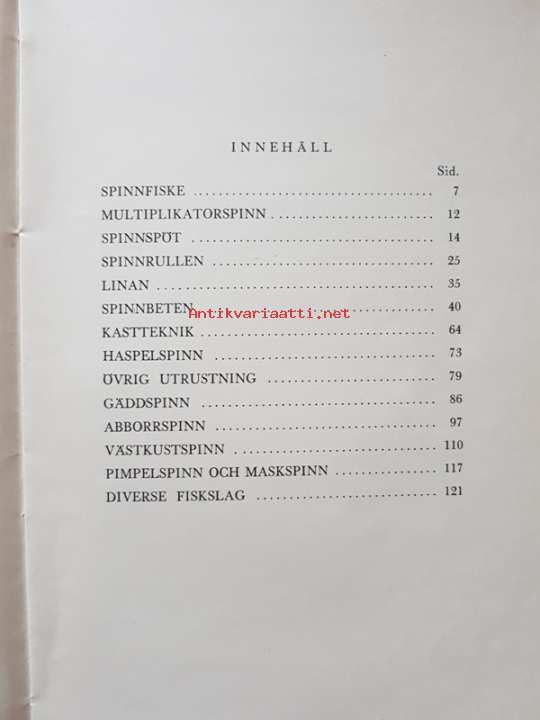 INNEHÅLL
Sid.
SPINNFISKE ........................................ 7
MULTIPLIKATORSPINN ........................... 12
SPINNSPÖT ........................................ 14
SPINNRULLEN ..................................... 25
LINAN ............................................... 35
SPINNBETEN ....................................... 40
Antikvariaatti.net
KASTTEKNIK ....................................... 64
HASPELSPINN ..................................... 73
ÖVRIG UTRUSTNING ............................. 79
GÄDDSPINN ....................................... 86
ABBORRSPINN ..................................... 97
VÄSTKUSTSPINN .................................. 110
PIMPELSPINN OCH MASKSPINN ................ 117
DIVERSE FISKSLAG ............................... 121